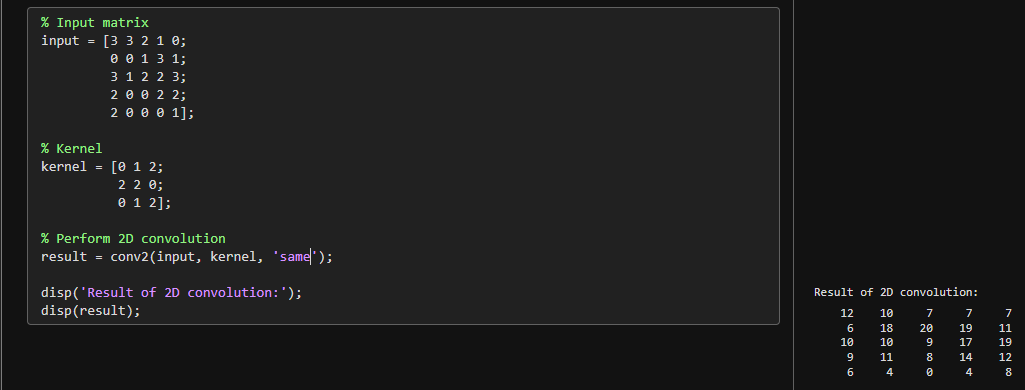 % Input matrix
input = [3 3 2 1 0;
         0 0 1 3 1;
         3 1 2 2 3;
         2 0 0 2 2;
         2 0 0 0 1];
% Kernel
kernel = [0 1 2;
          2 2 0;
          0 1 2];
% Perform 2D convolution
result = conv2(input, kernel, 'same');
disp('Result of 2D convolution:');
disp(result);
Result of 2D convolution:
12 10 7 7 7
6 18 20 19 11
10 10 9 17 19
9 11 8 14 12
6 4 0 4 8